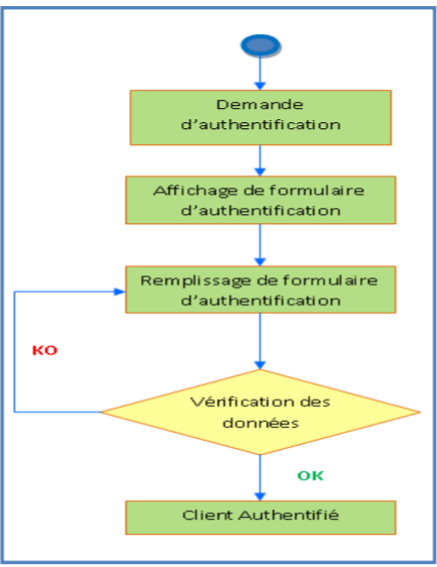 Demande
d'authentification
Affichage de formulaire
d'authentification
Remplissage de formulaire
d'authentification
KO
Vérification des
données
OK
Client Authentifié